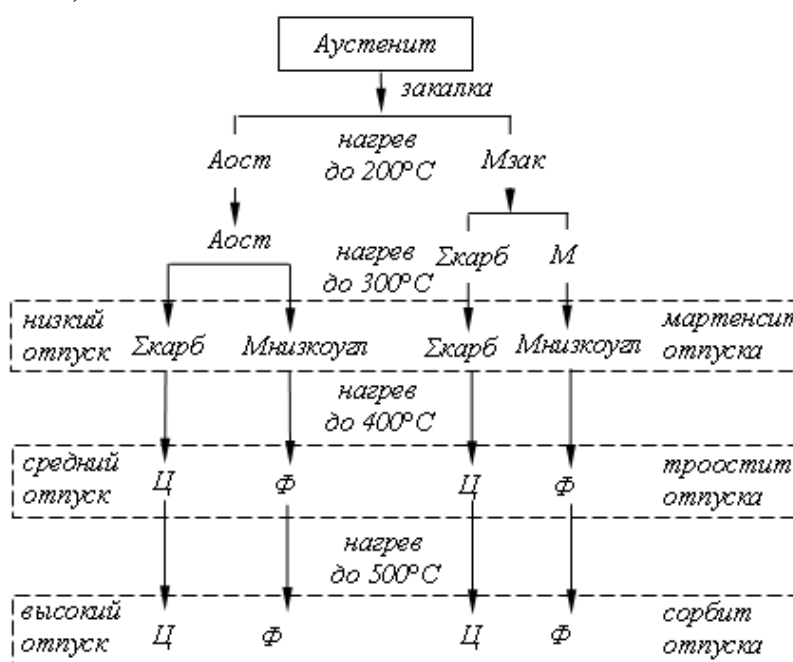 Аустенит
закалка
Аост
нагрев
до 200°С
Мзак
Аост
нагрев
до 300°С
Σкарб
М
низкий
отпуск
Σкарб
Мнизкоугл
Σкарб
Мнизкоугл
мартенсит
отпуска
нагрев
до 400°С
средний
отпуск
Ц
Ф
Ц
Ф
троостит
отпуска
нагрев
до 500°С
высокий
отпуск
Ц
Ф
Ц
Ф
сорбит
отпуска